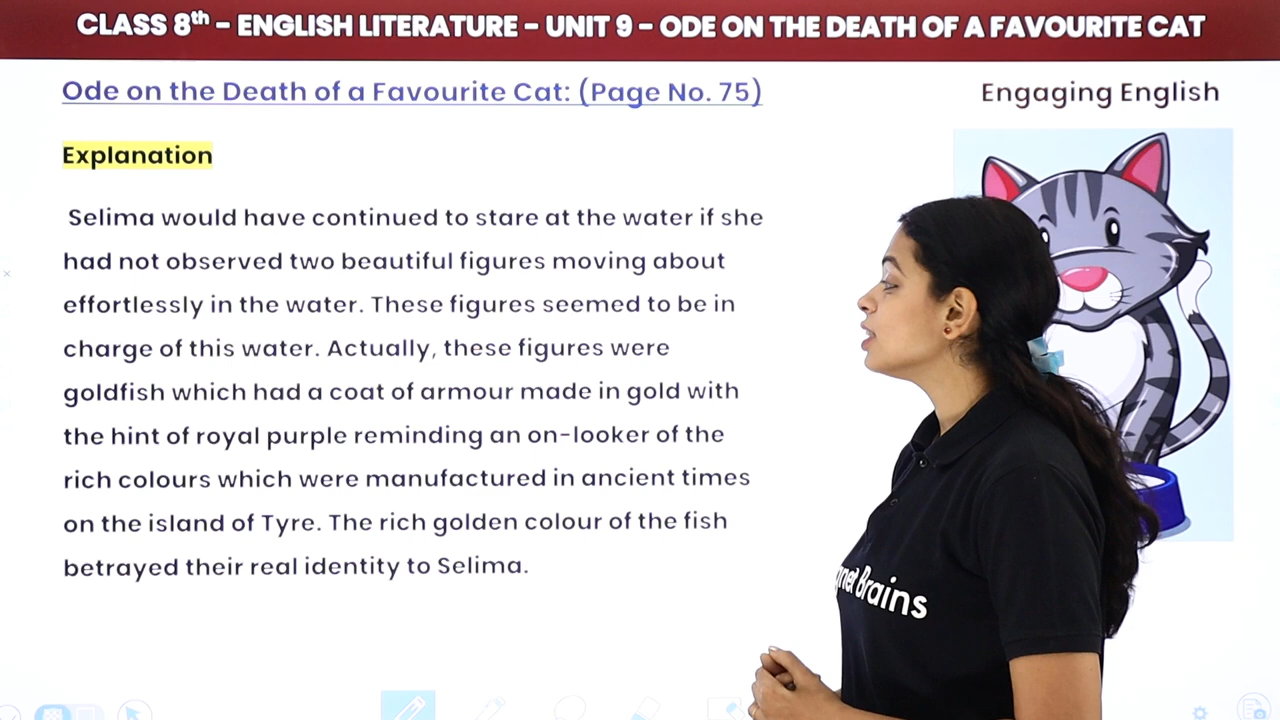 CLASS 8th – ENGLISH LITERATURE – UNIT 9 – ODE ON THE DEATH OF A FAVOURITE CAT
Ode on the Death of a Favourite Cat: (Page No. 75)
Engaging English
Explanation
Selima would have continued to stare at the water if she
had not observed two beautiful figures moving about
effortlessly in the water. These figures seemed to be in
charge of this water. Actually, these figures were
goldfish which had a coat of armour made in gold with
the hint of royal purple reminding an on-looker of the
rich colours which were manufactured in ancient times
on the island of Tyre. The rich golden colour of the fish
betrayed their real identity to Selima.
Brains